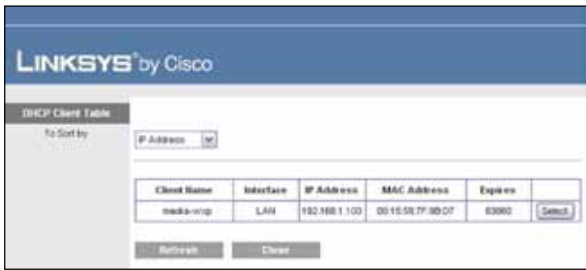 LINKSYS® by Cisco
DHCP Client Table
To Sort by
IP Address
Client Name Interface IP Address MAC Address Expires
LAN 192.168.1.100 Select
Refresh Close